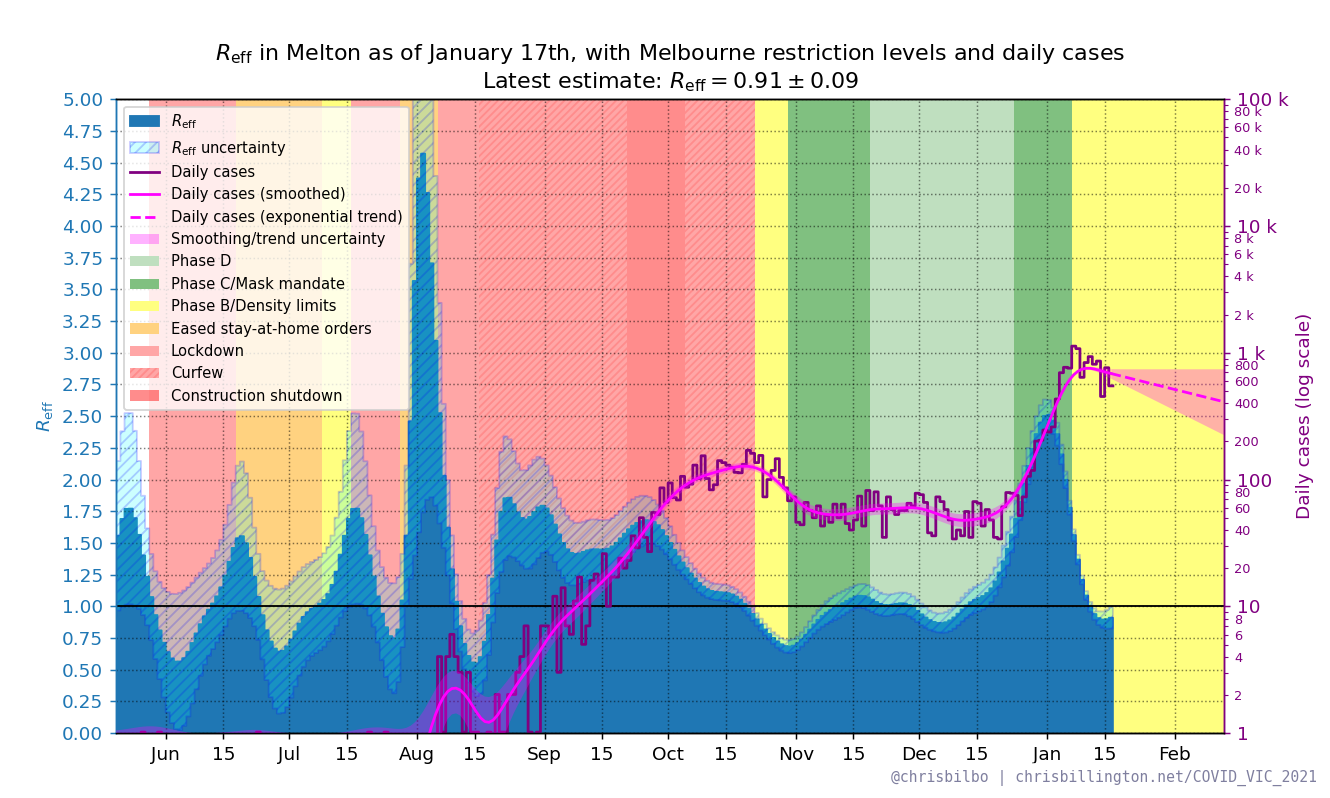 R_eff in Melton as of January 17th, with Melbourne restriction levels and daily cases
Latest estimate: R_eff = 0.91 ± 0.09
R_eff
R_eff uncertainty
Daily cases
Daily cases (smoothed)
Daily cases (exponential trend)
Smoothing/trend uncertainty
Phase D
Phase C/Mask mandate
Phase B/Density limits
Eased stay-at-home orders
Lockdown
Curfew
Construction shutdown
5.00
4.75
4.50
4.25
4.00
3.75
3.50
3.25
3.00
2.75
2.50
2.25
2.00
1.75
1.50
1.25
1.00
0.75
0.50
0.25
0.00
R_eff
100 k
80 k
60 k
40 k
20 k
10 k
8 k
6 k
4 k
2 k
1 k
800
600
400
200
100
80
60
40
20
10
8
6
4
2
1
Daily cases (log scale)
Jun 15 Jul 15 Aug 15 Sep 15 Oct 15 Nov 15 Dec 15 Jan 15 Feb
@chrisbilbo | chrisbillington.net/COVID_VIC_2021